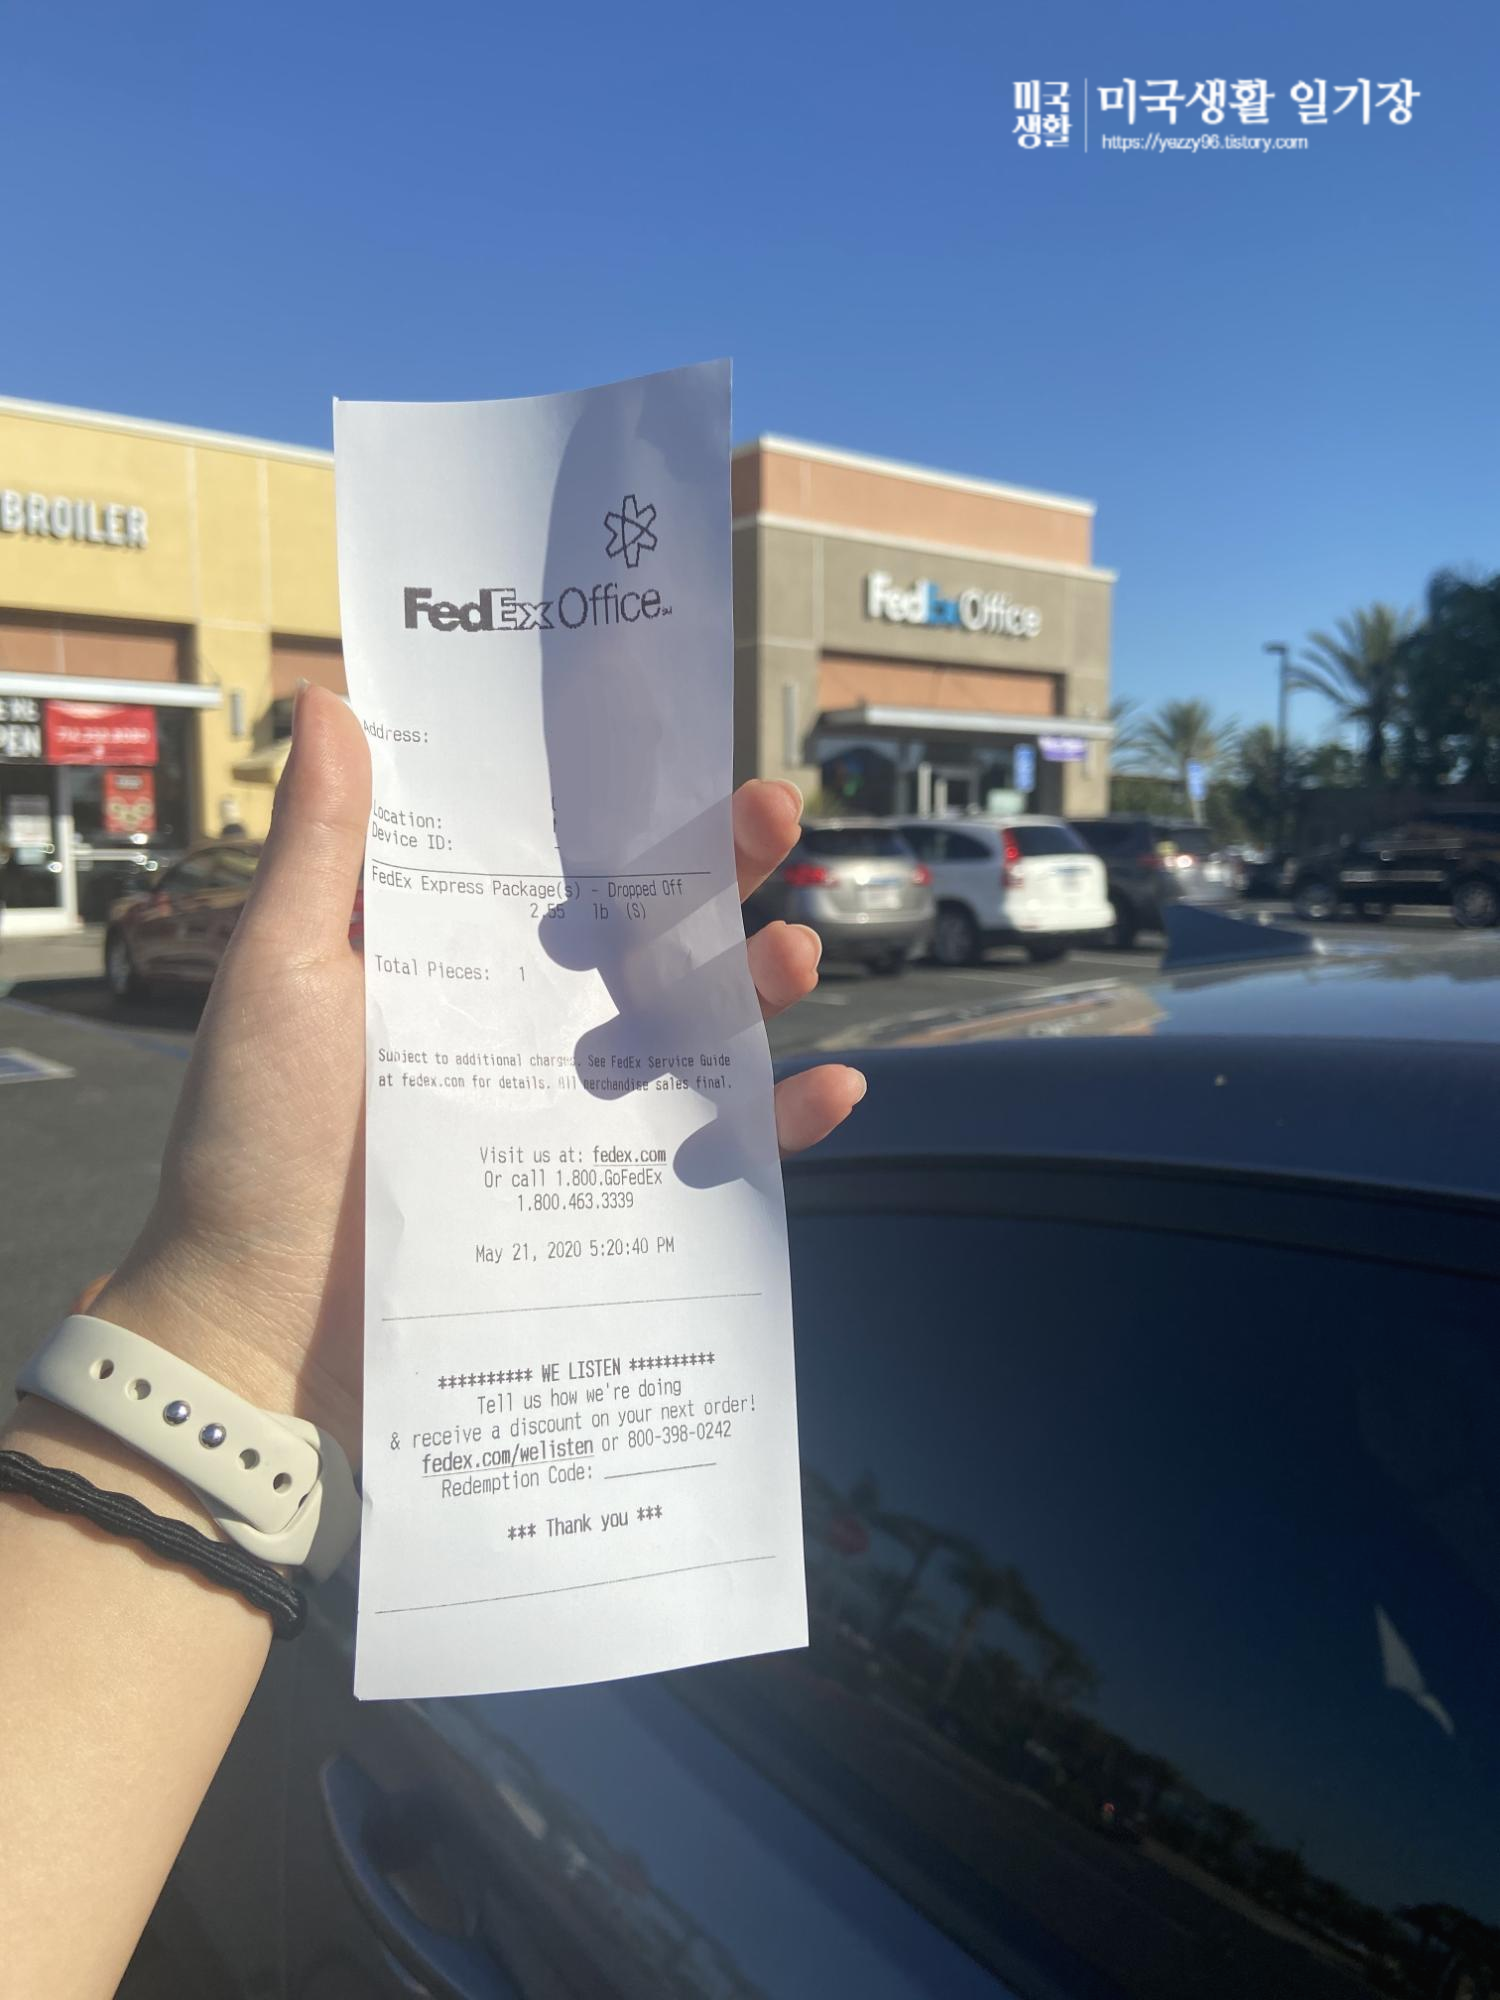 미국
생활
미국생활 일기장
https://yezzy96.tistory.com
BROILER
PEN
FedEx Office
FedEx Office
Address:
Location:
Device ID:
FedEx Express Package(s) - Dropped Off
2.55 lb (S)
Total Pieces: 1
Subject to additional charges. See FedEx Service Guide
at fedex.com for details. All merchandise sales final.
Visit us at: fedex.com
Or call 1.800.GoFedEx
1.800.463.3339
May 21, 2020 5:20:40 PM
********** WE LISTEN **********
Tell us how we're doing
& receive a discount on your next order!
fedex.com/welisten or 800-398-0242
Redemption Code: __________
*** Thank you ***